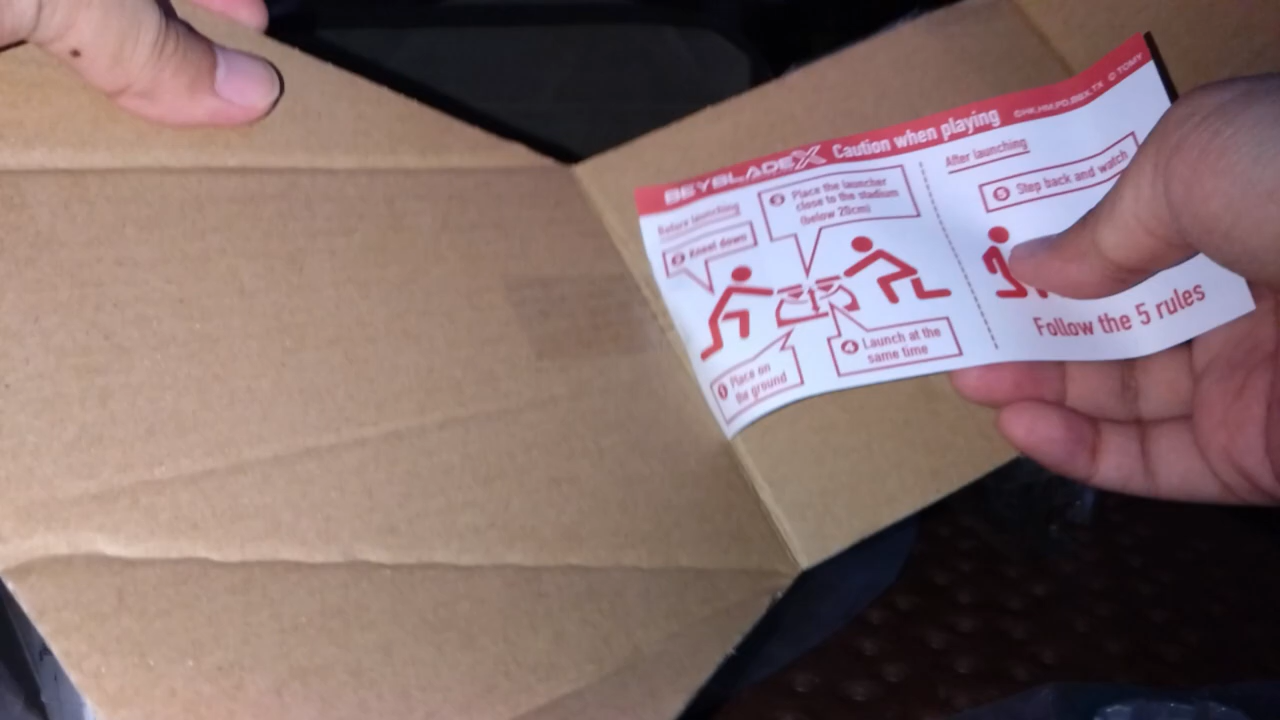 BEYBLADE X Caution when playing ©HK,HM,PD,BBX,TX © TOMY
Before launching
② Kneel down
③ Place the launcher
close to the stadium
(below 20cm)
① Place on
the ground
④ Launch at the
same time
After launching
⑤ Step back and watch
Follow the 5 rules